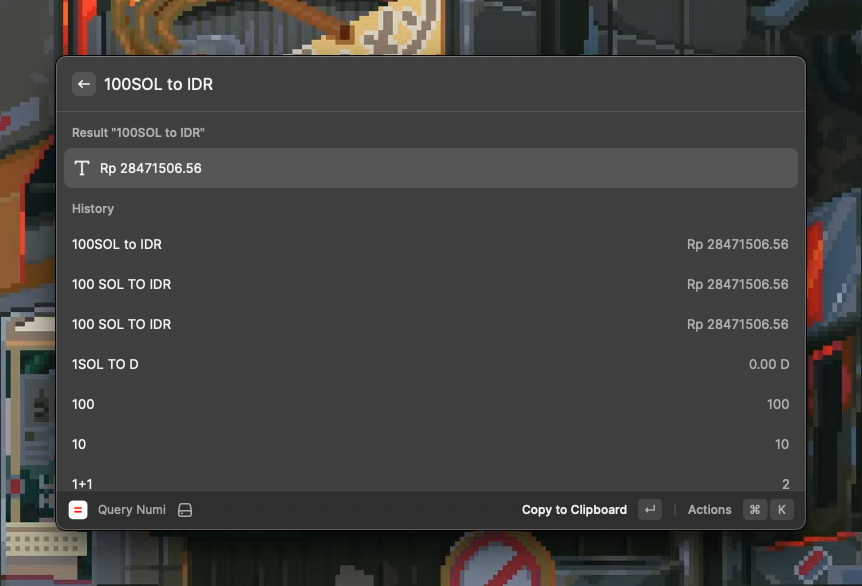 100SOL to IDR
Result "100SOL to IDR"
Rp 28471506.56
History
100SOL to IDR Rp 28471506.56
100 SOL TO IDR Rp 28471506.56
100 SOL TO IDR Rp 28471506.56
1SOL TO D 0.00 D
100 100
10 10
1+1 2
Query Numi Copy to Clipboard ↵ | Actions ⌘ K